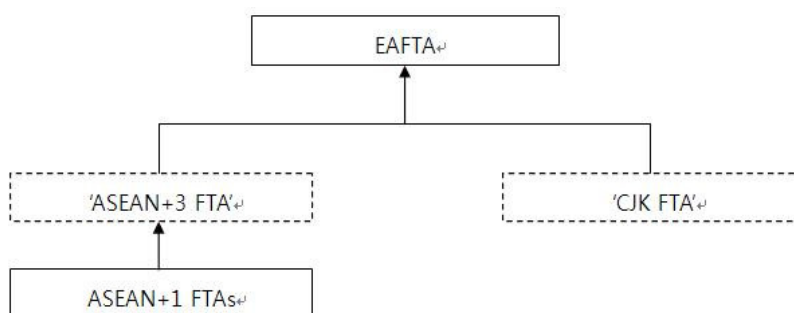 EAFTA↵
‘ASEAN+3 FTA’↵
‘CJK FTA’↵
ASEAN+1 FTAs↵